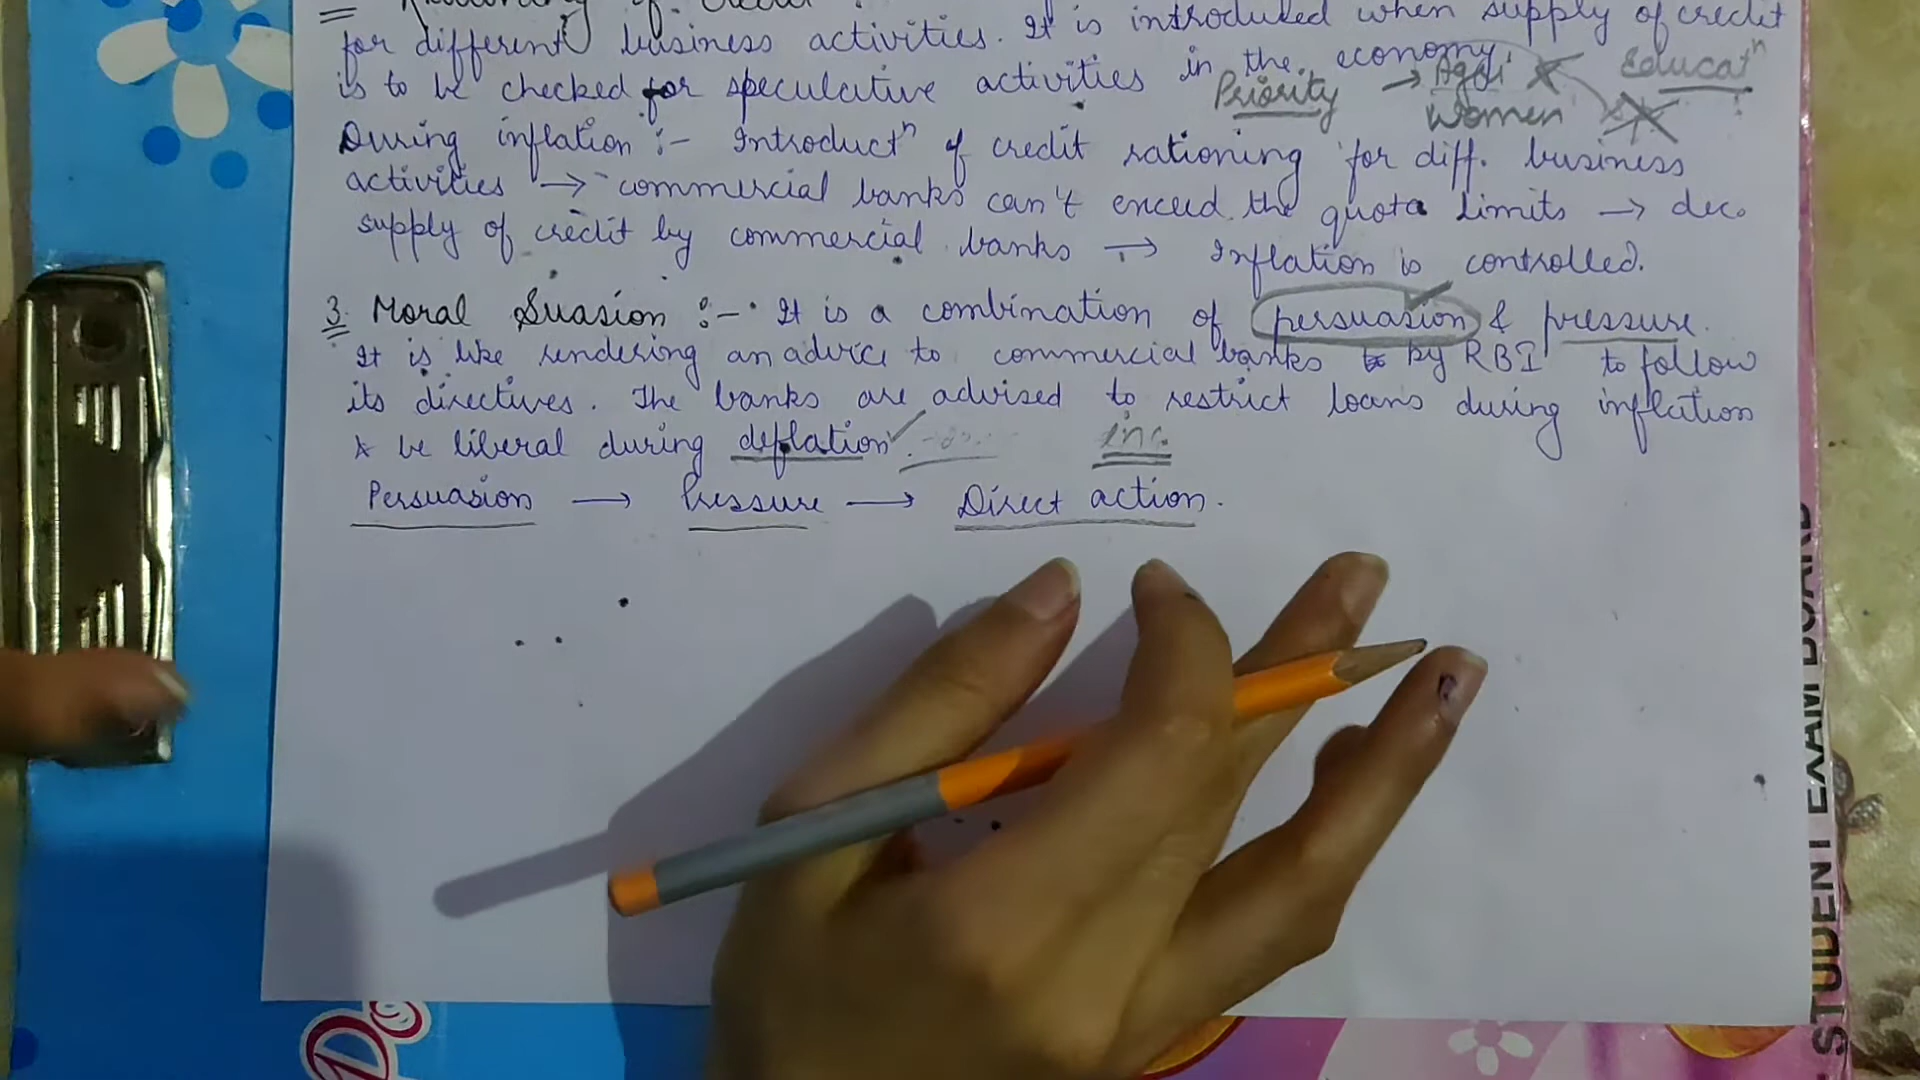 of credit
for different business activities. It is introduced when supply of credit
is to be checked for speculative activities in the economy.
Priority → Agri Educatⁿ
Women
During inflation :- Introductⁿ of credit rationing for diff. business
activities → commercial banks can't exceed the quota limits → dec.
supply of credit by commercial banks → Inflation is controlled.
3. Moral Suasion :- It is a combination of persuasion & pressure.
It is like rendering an advice to commercial banks by RBI to follow
its directives. The banks are advised to restrict loans during inflation
& be liberal during deflation. inc.
Persuasion → Pressure → Direct action.
STUDENT EXAM BOARD
Do